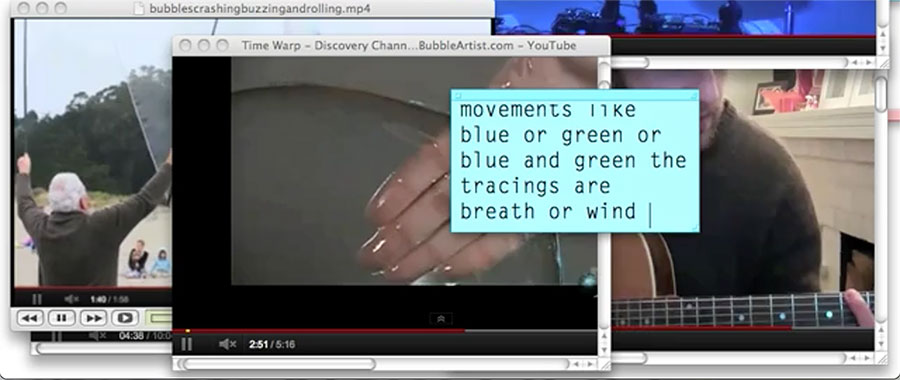 bubblescrashingbuzzingandrolling.mp4
Time Warp – Discovery Chann...BubbleArtist.com – YouTube
movements like
blue or green or
blue and green the
tracings are
breath or wind
1:40 / 1:58
04:38 / 10:0
2:51 / 5:16